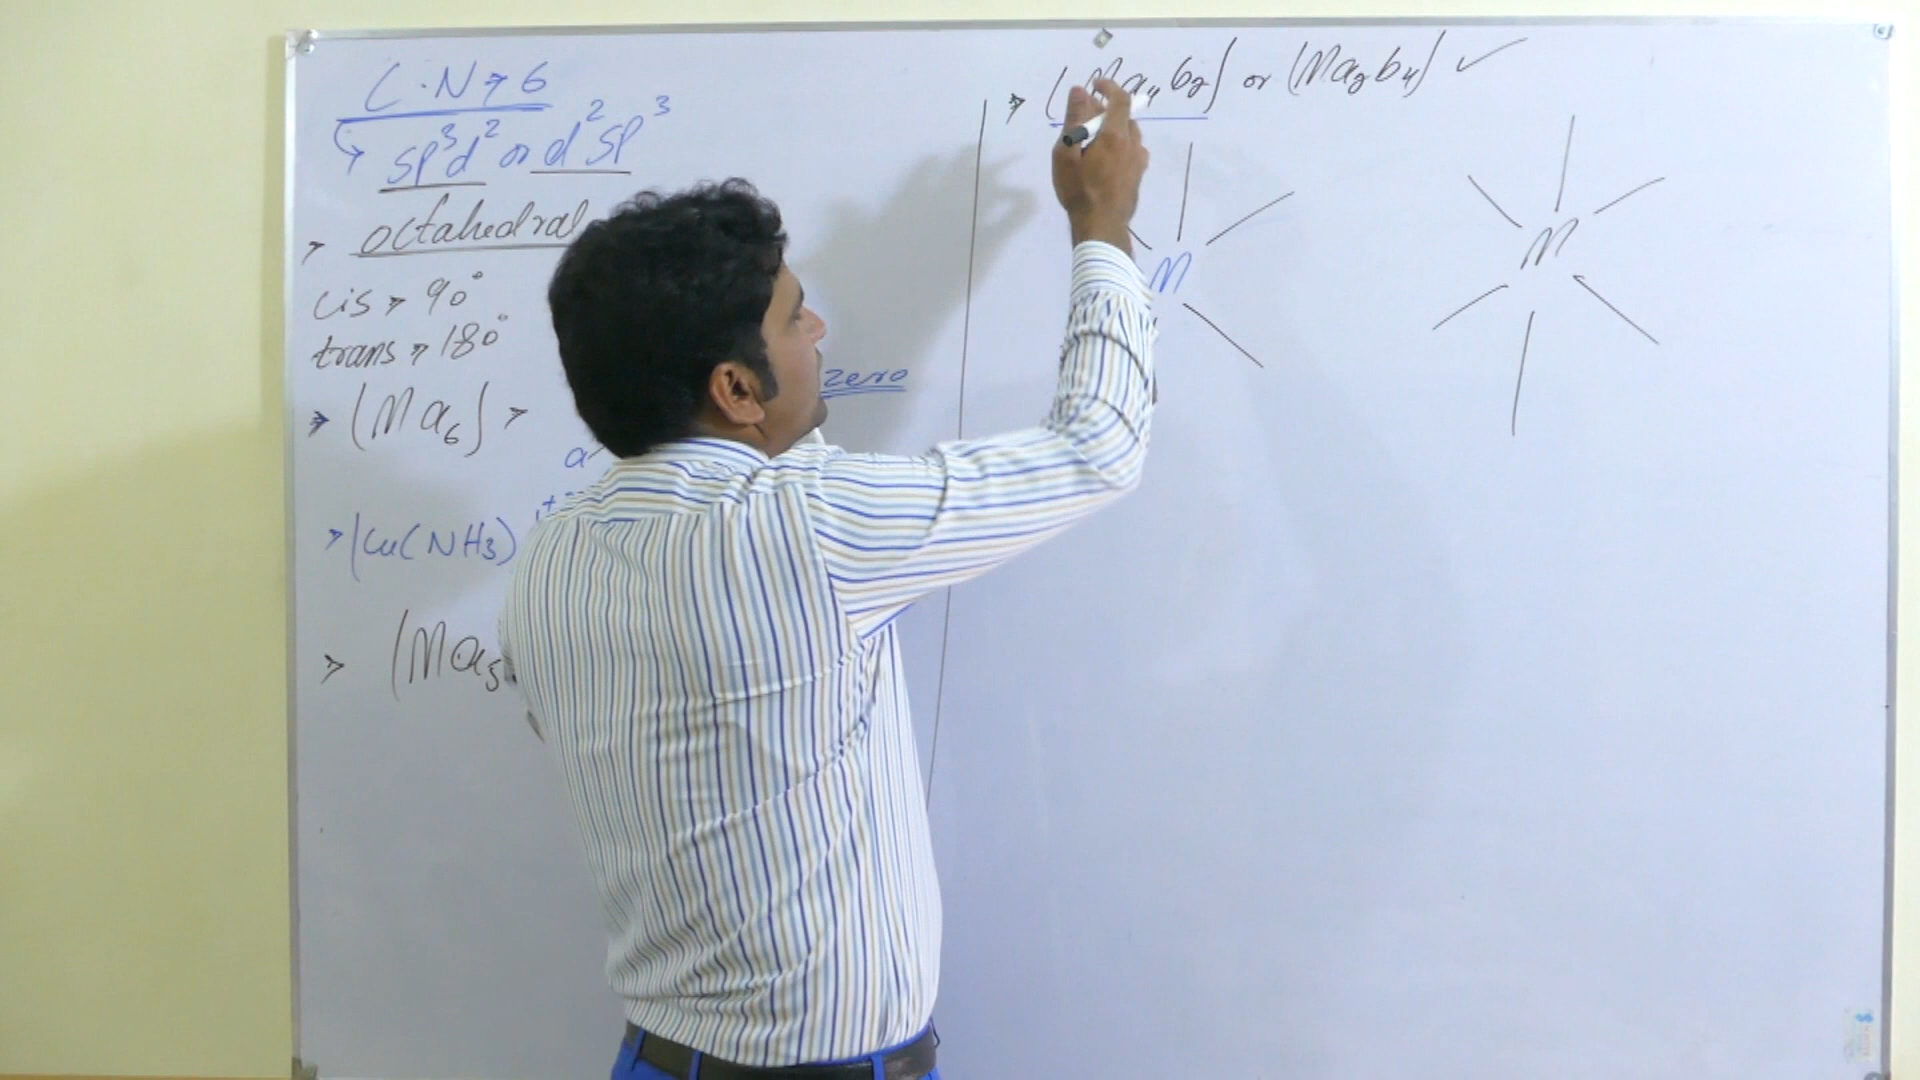 C.N → 6
sp³d² or d²sp³
octahedral
cis → 90°
trans → 180°
(Ma₆) >
zero
a
[Cu(NH3)
(Ma₅
(Ma₄b₂) or (Ma₂b₄) ✓
M
M